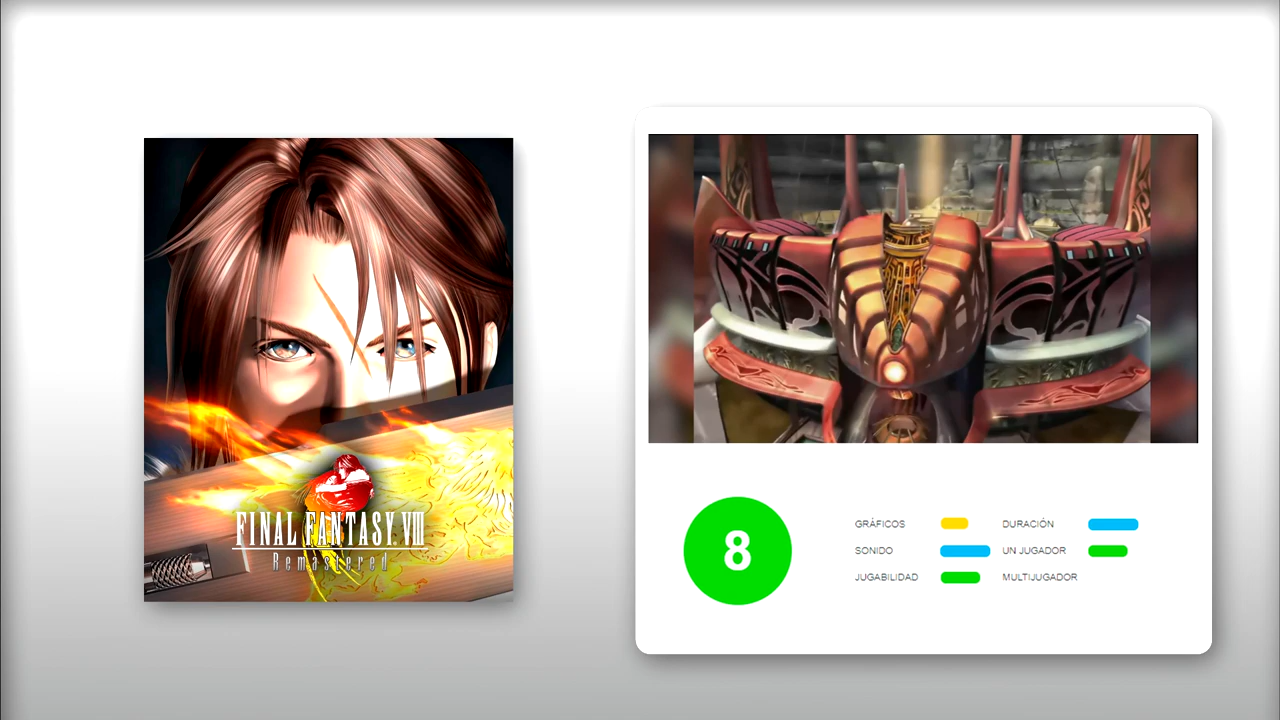 FINAL FANTASY VIII
Remastered
8
GRÁFICOS
SONIDO
JUGABILIDAD
DURACIÓN
UN JUGADOR
MULTIJUGADOR